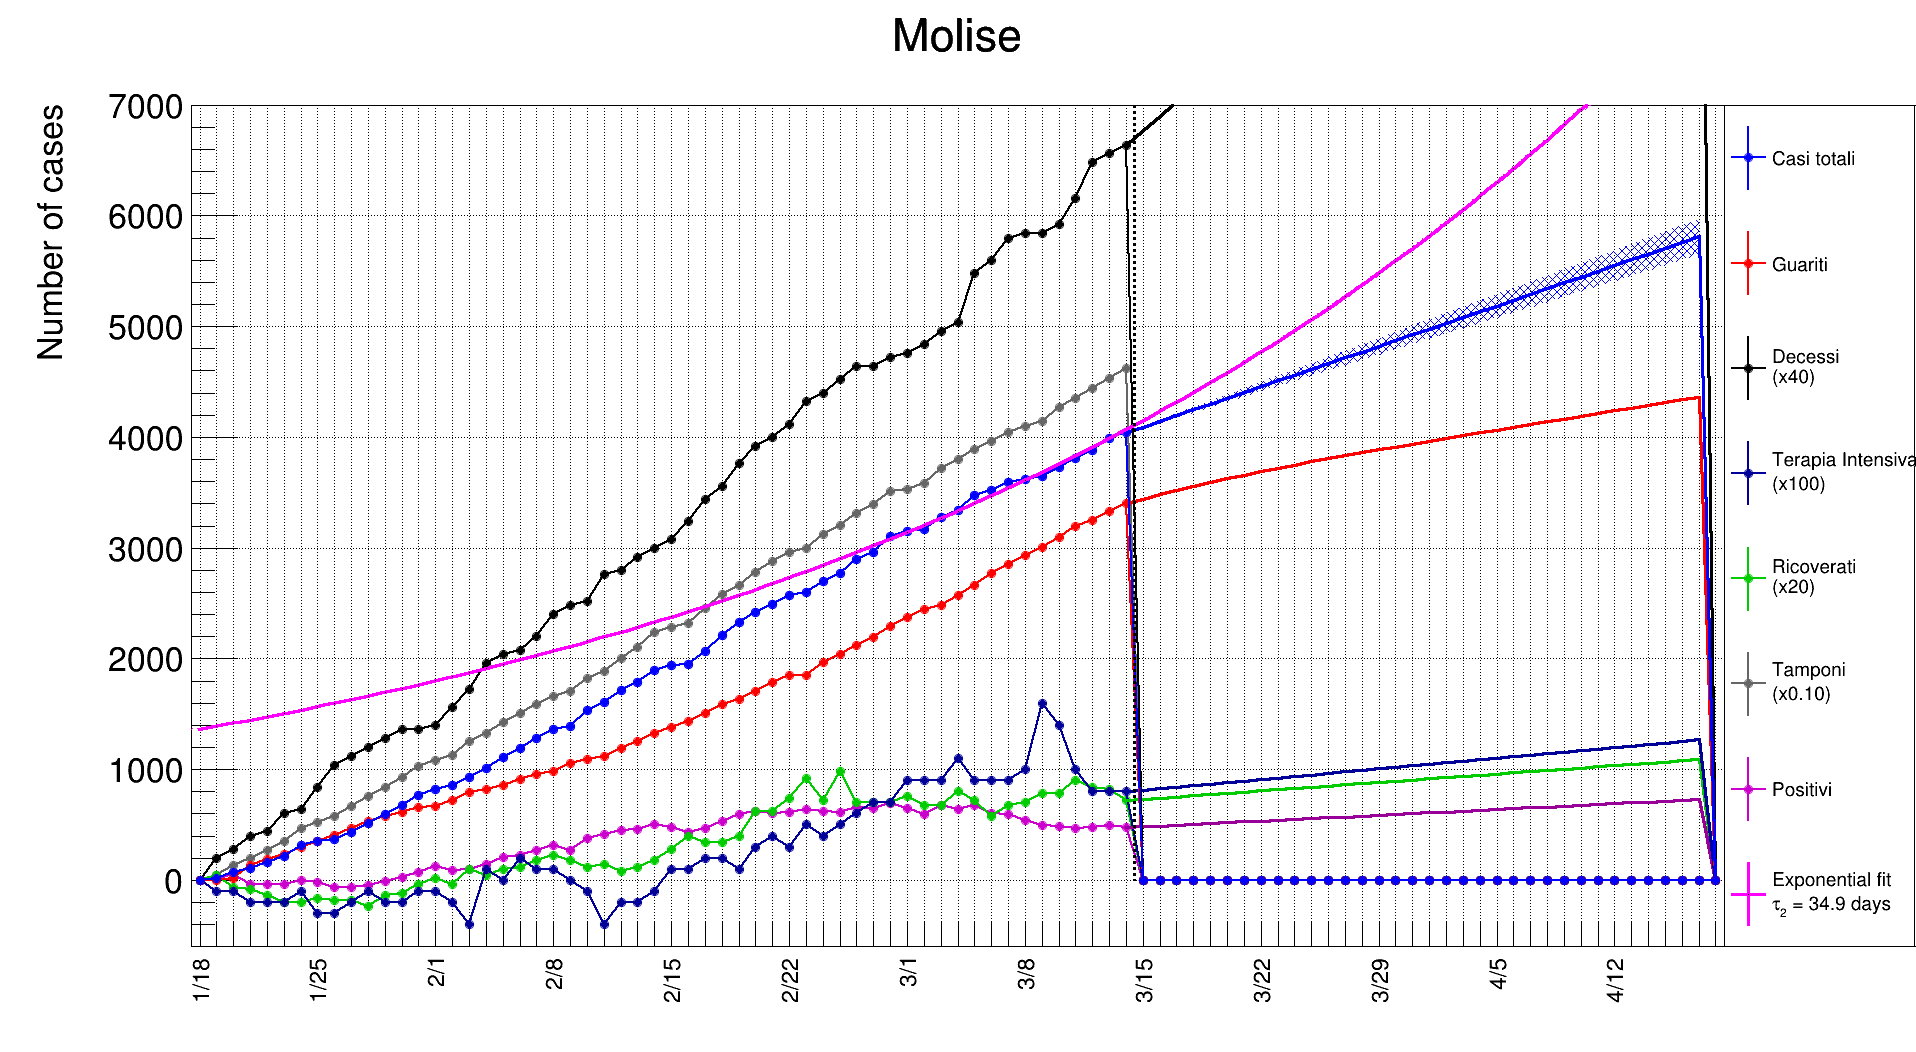 Molise
Number of cases
7000
6000
5000
4000
3000
2000
1000
0
1/18
1/25
2/1
2/8
2/15
2/22
3/1
3/8
3/15
3/22
3/29
4/5
4/12
Casi totali
Guariti
Decessi
(x40)
Terapia Intensiva
(x100)
Ricoverati
(x20)
Tamponi
(x0.10)
Positivi
Exponential fit
τ2 = 34.9 days